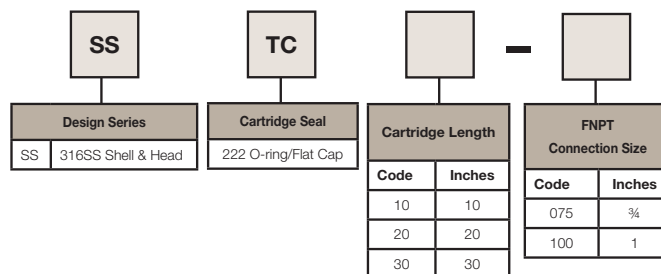 SS TC –
Design Series
SS 316SS Shell & Head
Cartridge Seal
222 O-ring/Flat Cap
Cartridge Length
Code Inches
10 10
20 20
30 30
FNPT
Connection Size
Code Inches
075 ¾
100 1